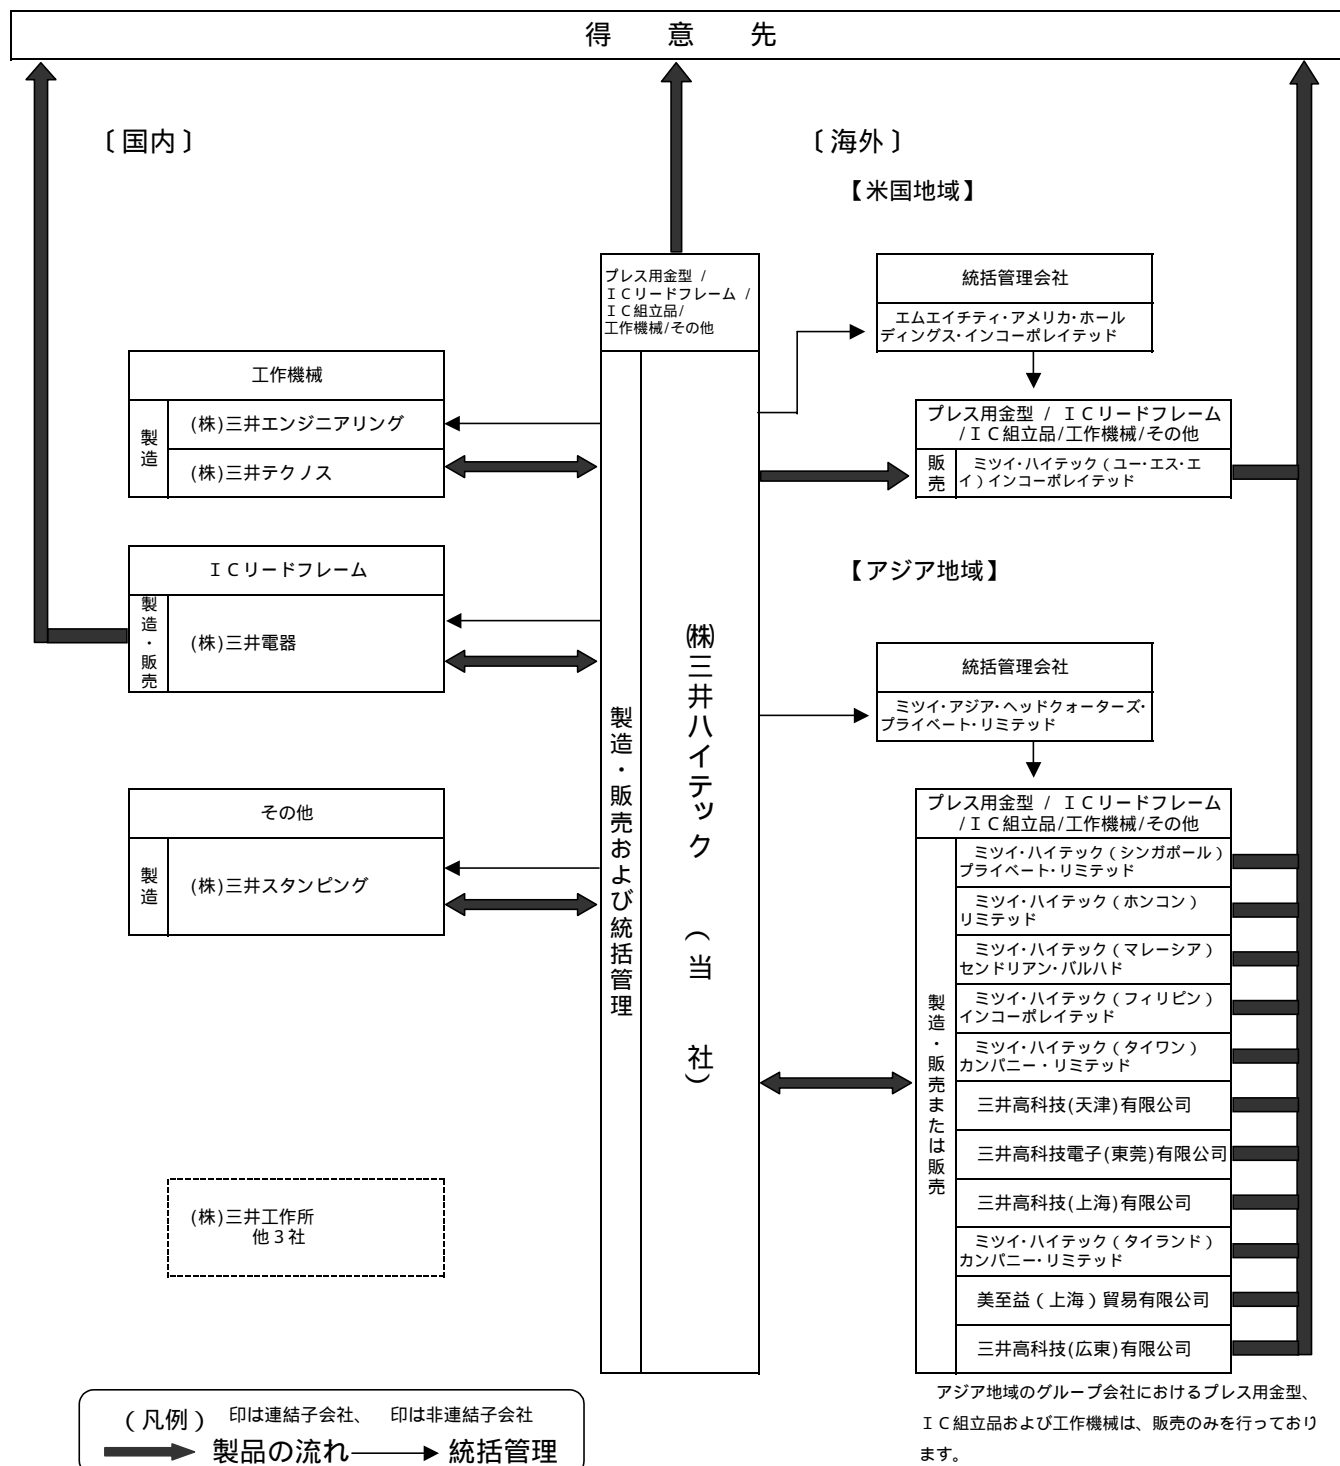 得　意　先
〔国内〕
〔海外〕
【米国地域】
プレス用金型 /
ＩＣリードフレーム /
ＩＣ組立品/
工作機械/その他
製造・販売および統括管理
㈱三井ハイテック　（当　社）
工作機械
製造
(株)三井エンジニアリング
(株)三井テクノス
ＩＣリードフレーム
製造・販売
(株)三井電器
その他
製造
(株)三井スタンピング
(株)三井工作所
他３社
統括管理会社
エムエイチティ・アメリカ・ホール
ディングス・インコーポレイテッド
プレス用金型 / ＩＣリードフレーム
/ＩＣ組立品/工作機械/その他
販売
ミツイ・ハイテック（ユー・エス・エ
イ）インコーポレイテッド
【アジア地域】
統括管理会社
ミツイ・アジア・ヘッドクォーターズ・
プライベート・リミテッド
プレス用金型 / ＩＣリードフレーム
/ＩＣ組立品/工作機械/その他
製造・販売または販売
ミツイ・ハイテック（シンガポール）
プライベート・リミテッド
ミツイ・ハイテック（ホンコン）
リミテッド
ミツイ・ハイテック（マレーシア）
センドリアン・バルハド
ミツイ・ハイテック（フィリピン）
インコーポレイテッド
ミツイ・ハイテック（タイワン）
カンパニー・リミテッド
三井高科技(天津)有限公司
三井高科技電子(東莞)有限公司
三井高科技(上海)有限公司
ミツイ・ハイテック（タイランド）
カンパニー・リミテッド
美至益（上海）貿易有限公司
三井高科技(広東)有限公司
アジア地域のグループ会社におけるプレス用金型、
ＩＣ組立品および工作機械は、販売のみを行っており
ます。
（凡例）　印は連結子会社、　印は非連結子会社
製品の流れ　統括管理